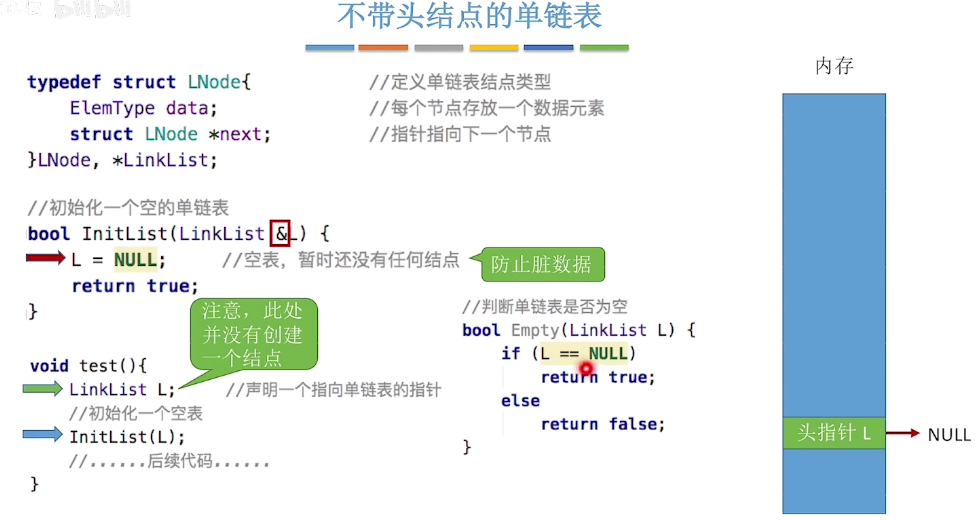 不带头结点的单链表
typedef struct LNode{ //定义单链表结点类型
ElemType data; //每个节点存放一个数据元素
struct LNode *next; //指针指向下一个节点
}LNode, *LinkList;
//初始化一个空的单链表
bool InitList(LinkList &L) {
L = NULL; //空表，暂时还没有任何结点
防止脏数据
return true;
}
注意，此处
并没有创建
一个结点
void test(){
LinkList L; //声明一个指向单链表的指针
//初始化一个空表
InitList(L);
//......后续代码......
}
//判断单链表是否为空
bool Empty(LinkList L) {
if (L == NULL)
return true;
else
return false;
}
内存
头指针 L
NULL